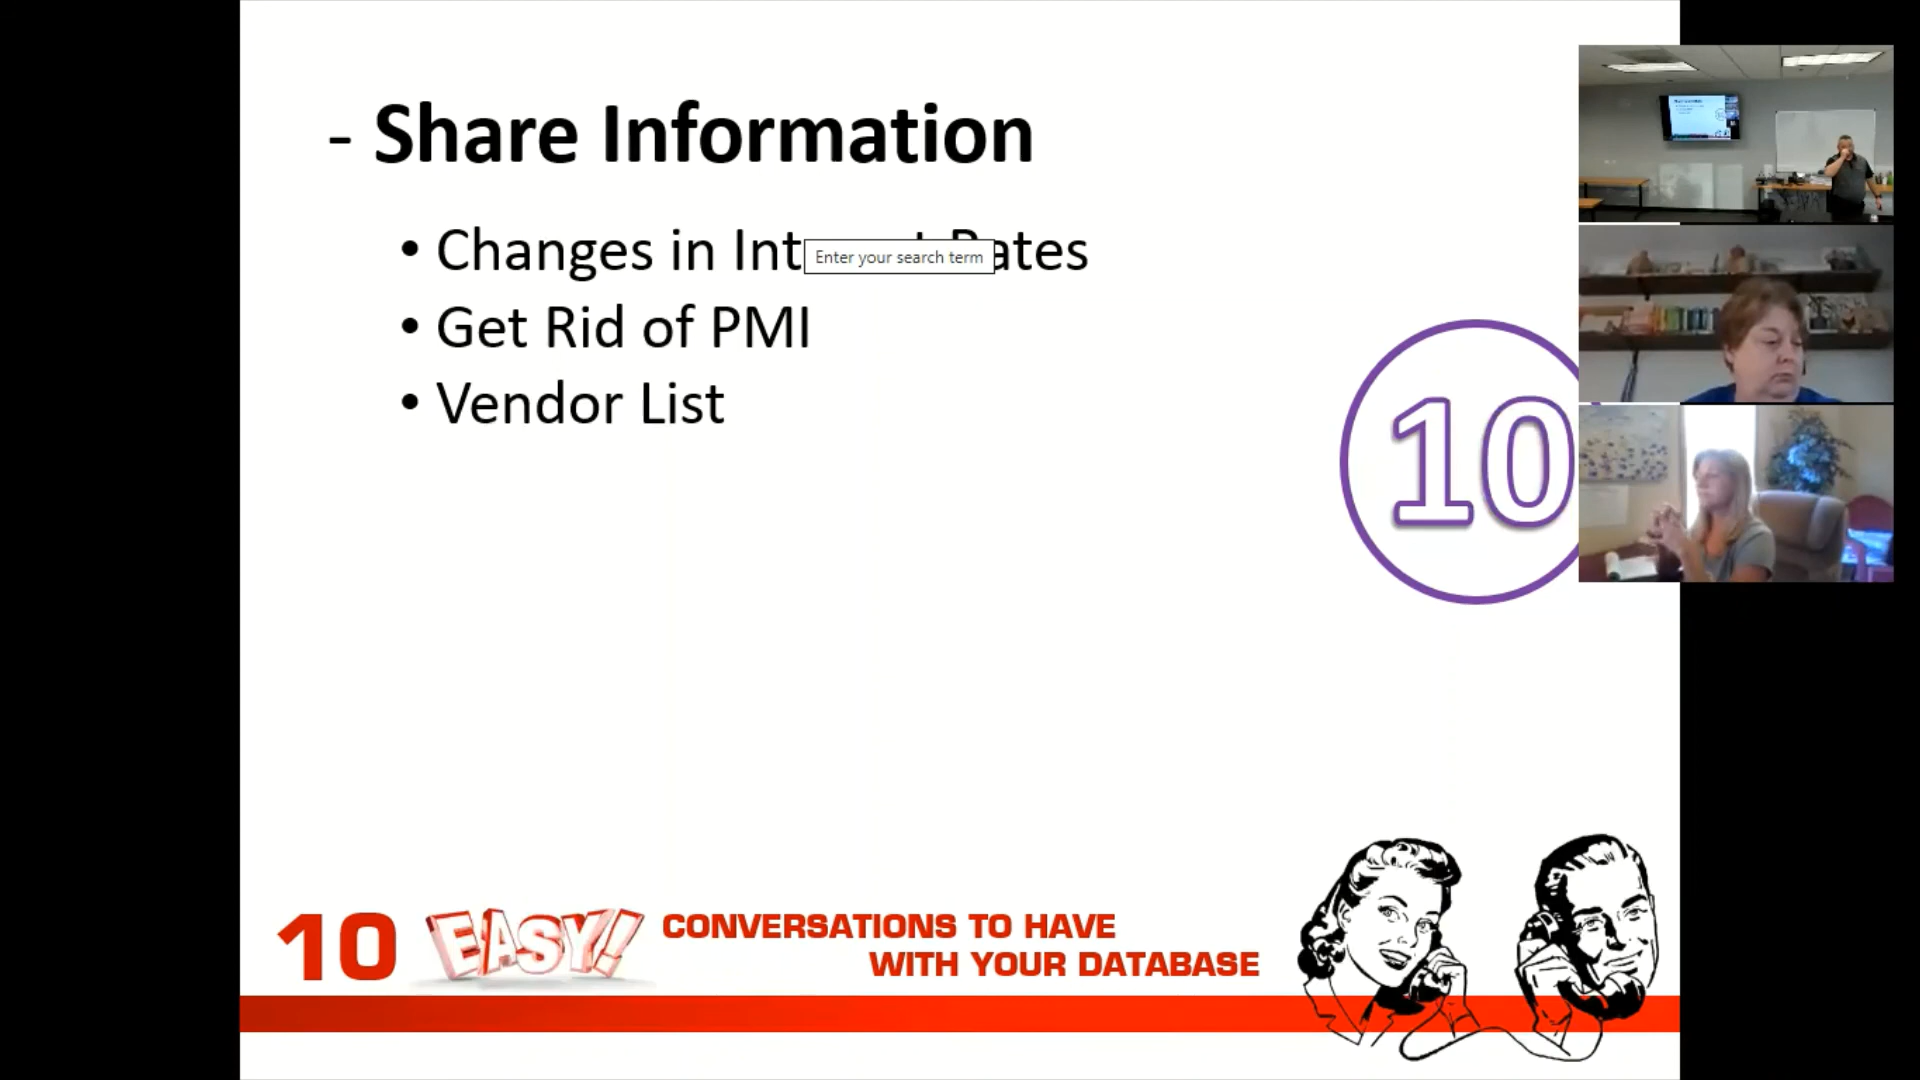 - Share Information
• Changes in Int Rates
Enter your search term
• Get Rid of PMI
• Vendor List
10
10 EASY! CONVERSATIONS TO HAVE
WITH YOUR DATABASE